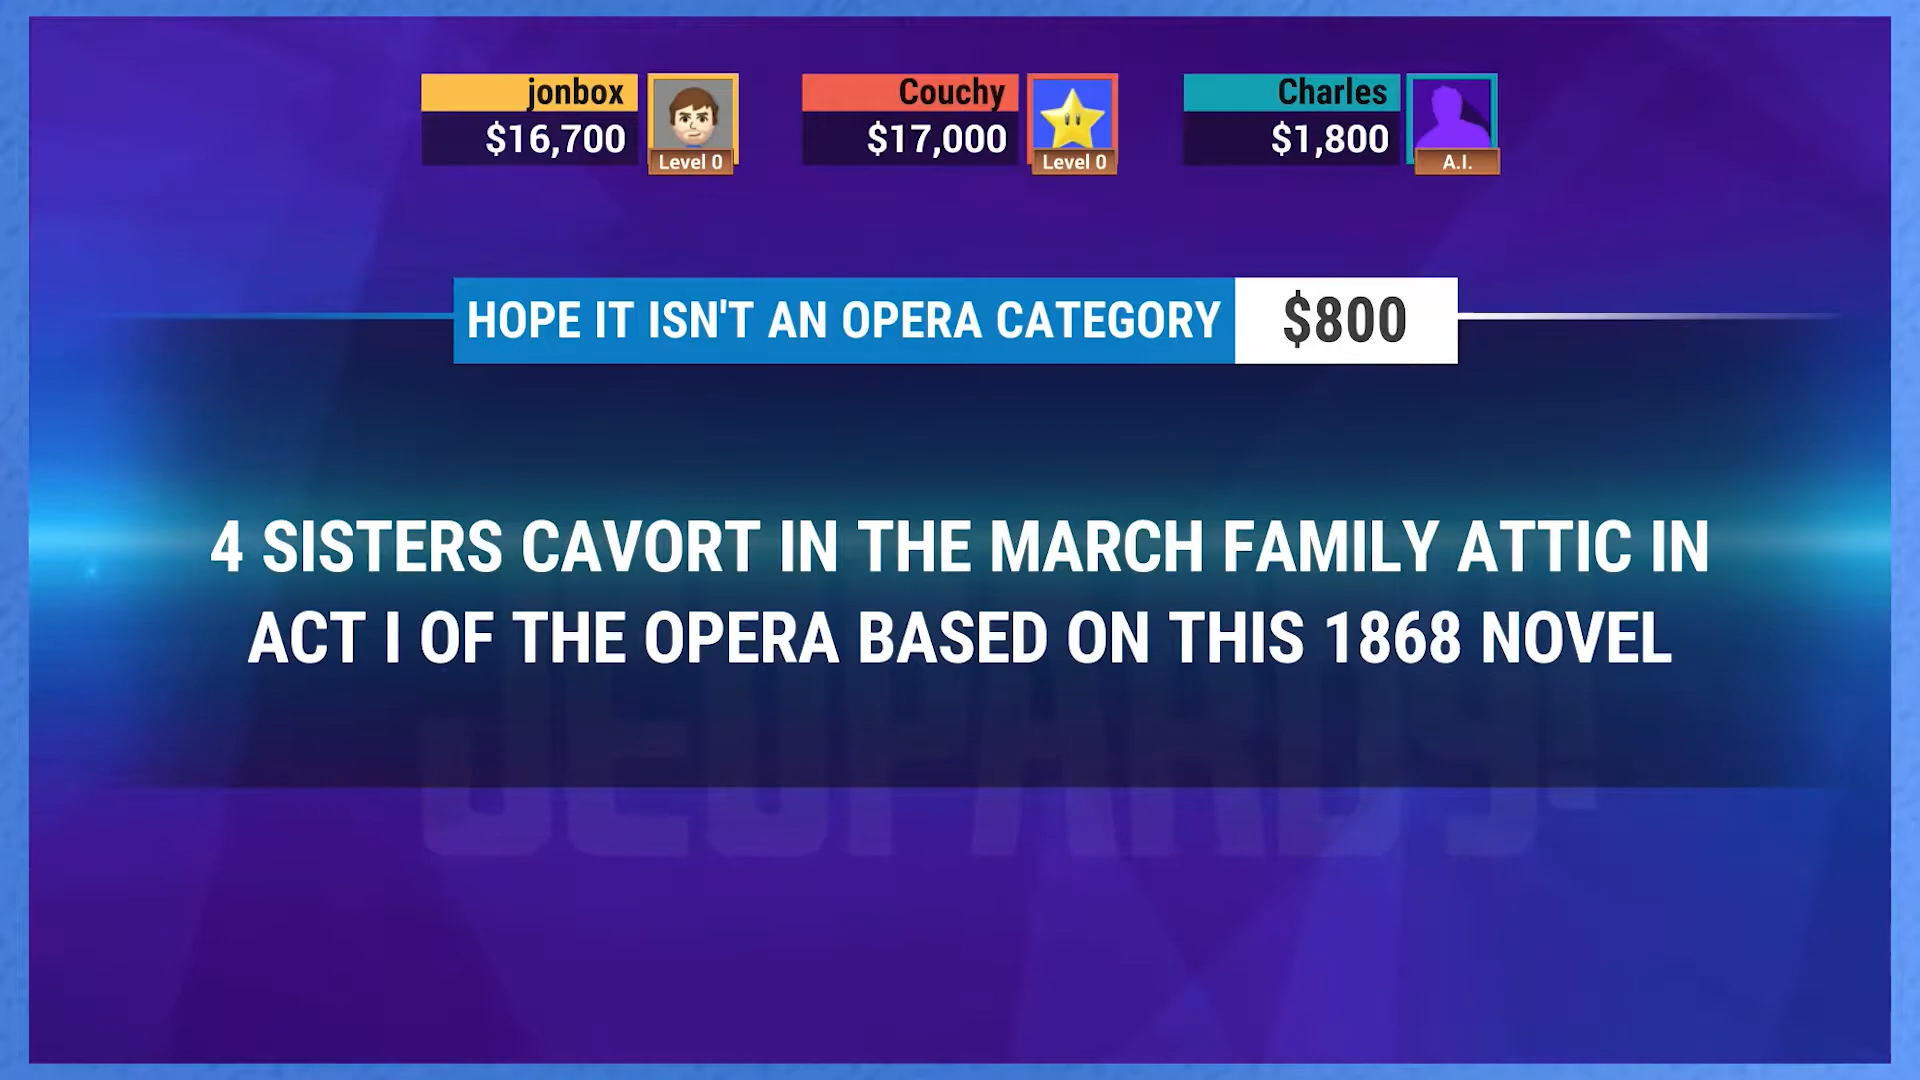 jonbox
$16,700
Level 0
Couchy
$17,000
Level 0
Charles
$1,800
A.I.
HOPE IT ISN'T AN OPERA CATEGORY $800
4 SISTERS CAVORT IN THE MARCH FAMILY ATTIC IN
ACT I OF THE OPERA BASED ON THIS 1868 NOVEL
JEOPARDY!